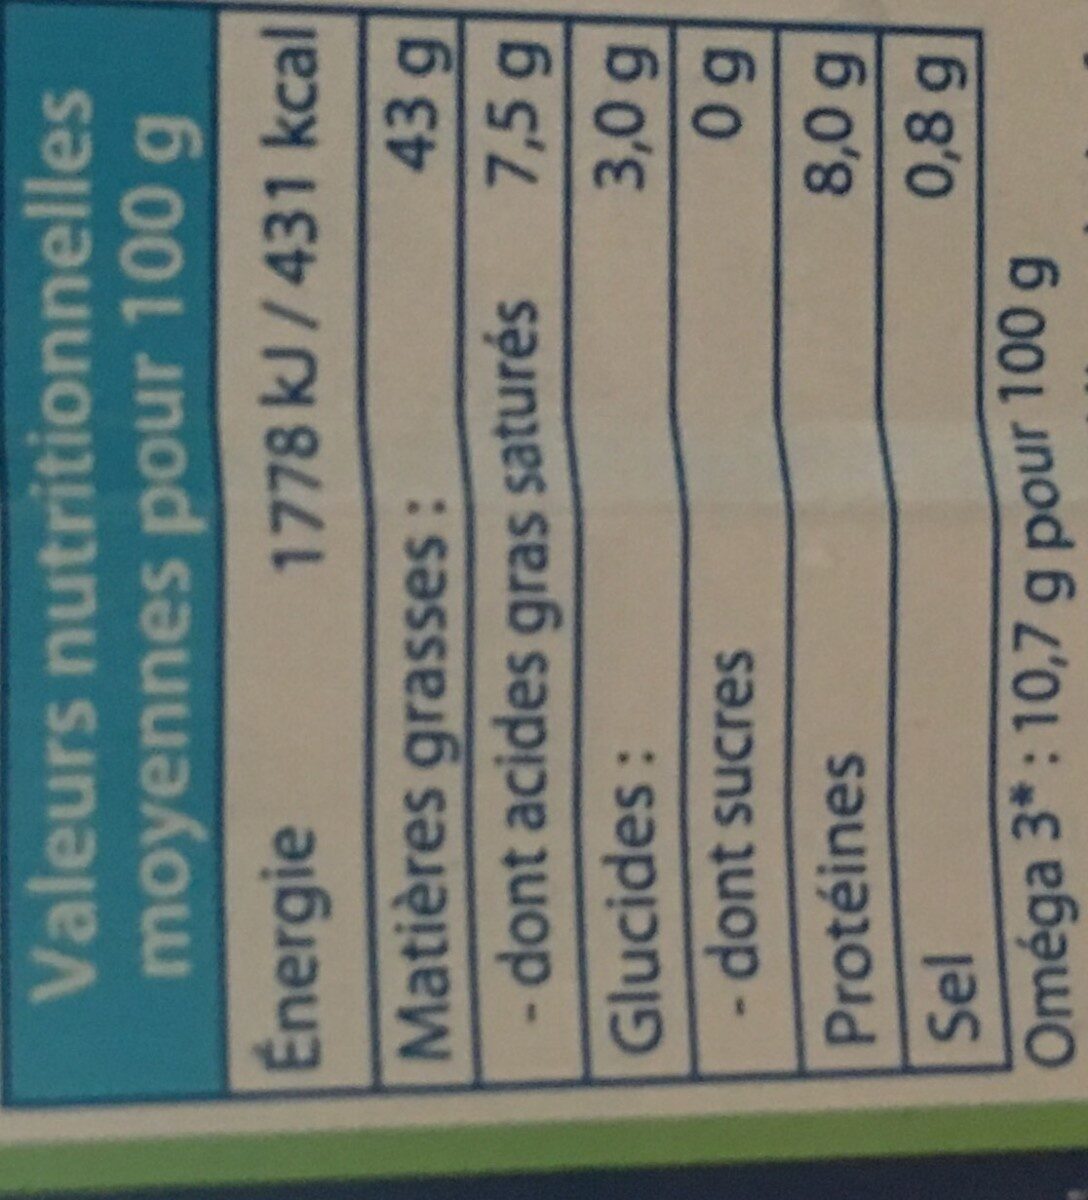 Valeurs nutritionnelles
moyennes pour 100 g
Énergie 1778 kJ / 431 kcal
Matières grasses : 43 g
- dont acides gras saturés 7,5 g
Glucides : 3,0 g
- dont sucres 0 g
Protéines 8,0 g
Sel 0,8 g
Oméga 3* : 10,7 g pour 100 g